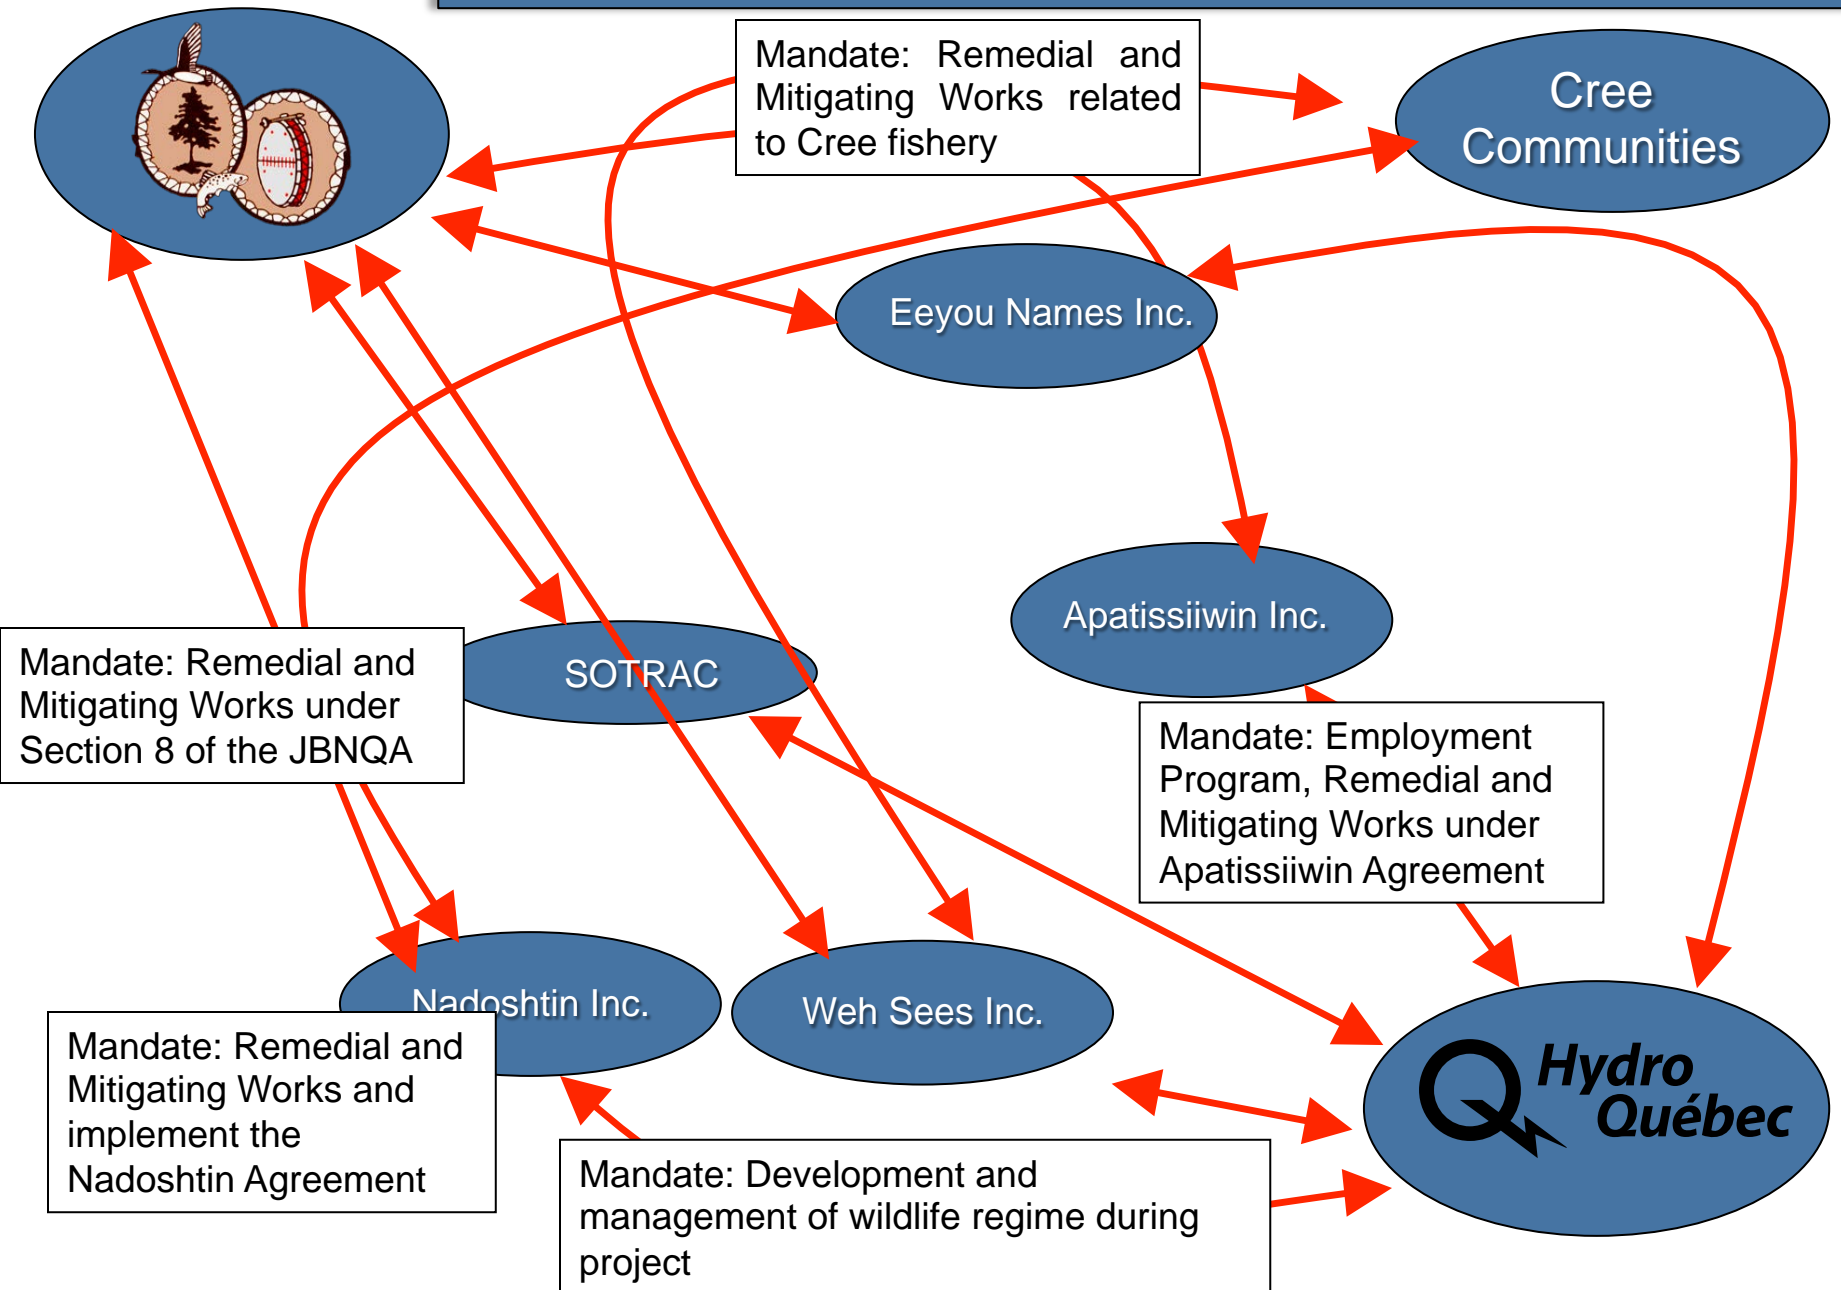 Mandate: Remedial and
Mitigating Works related
to Cree fishery
Cree
Communities
Eeyou Names Inc.
Apatissiiwin Inc.
Mandate: Remedial and
Mitigating Works under
Section 8 of the JBNQA
SOTRAC
Mandate: Employment
Program, Remedial and
Mitigating Works under
Apatissiiwin Agreement
Nadoshtin Inc.
Weh Sees Inc.
Mandate: Remedial and
Mitigating Works and
implement the
Nadoshtin Agreement
Hydro
Québec
Mandate: Development and
management of wildlife regime during
project